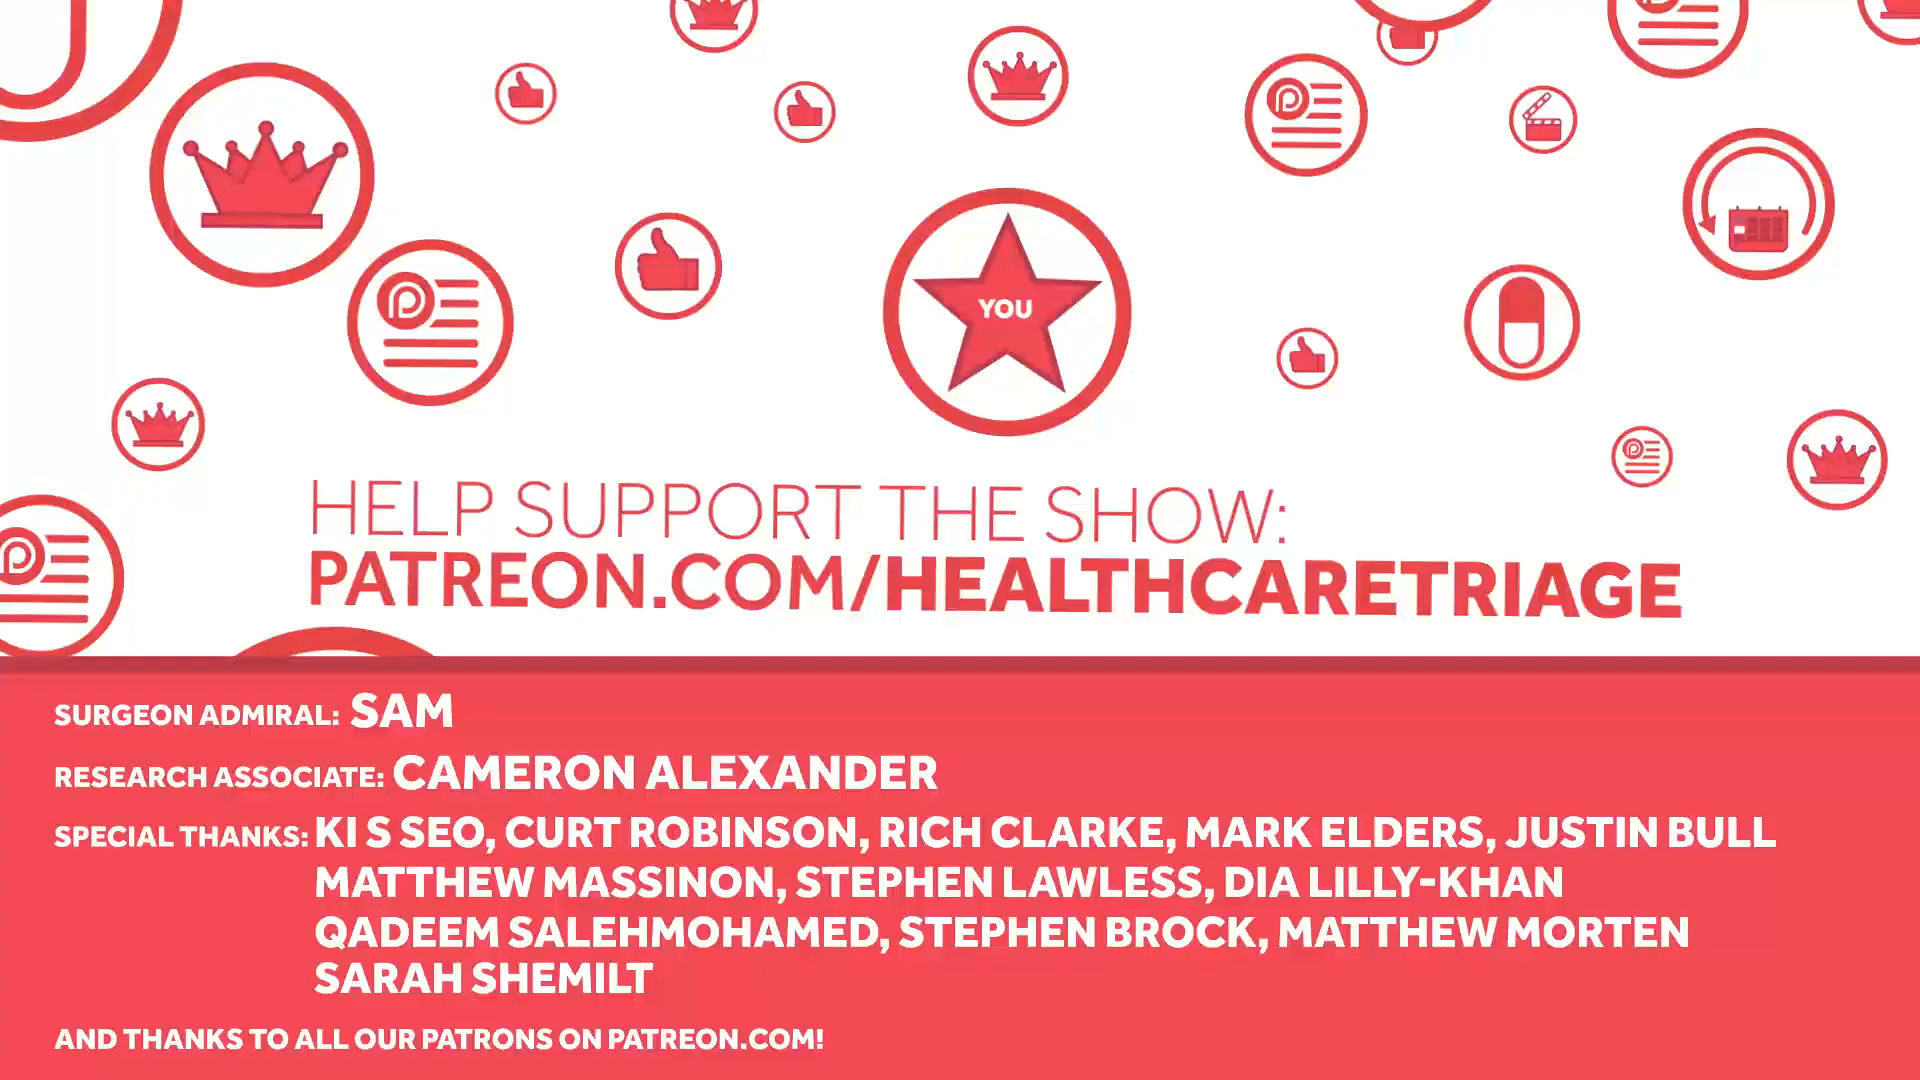 YOU
HELP SUPPORT THE SHOW:
PATREON.COM/HEALTHCARETRIAGE
SURGEON ADMIRAL: SAM
RESEARCH ASSOCIATE: CAMERON ALEXANDER
SPECIAL THANKS: KI S SEO, CURT ROBINSON, RICH CLARKE, MARK ELDERS, JUSTIN BULL
MATTHEW MASSINON, STEPHEN LAWLESS, DIA LILLY-KHAN
QADEEM SALEHMOHAMED, STEPHEN BROCK, MATTHEW MORTEN
SARAH SHEMILT
AND THANKS TO ALL OUR PATRONS ON PATREON.COM!